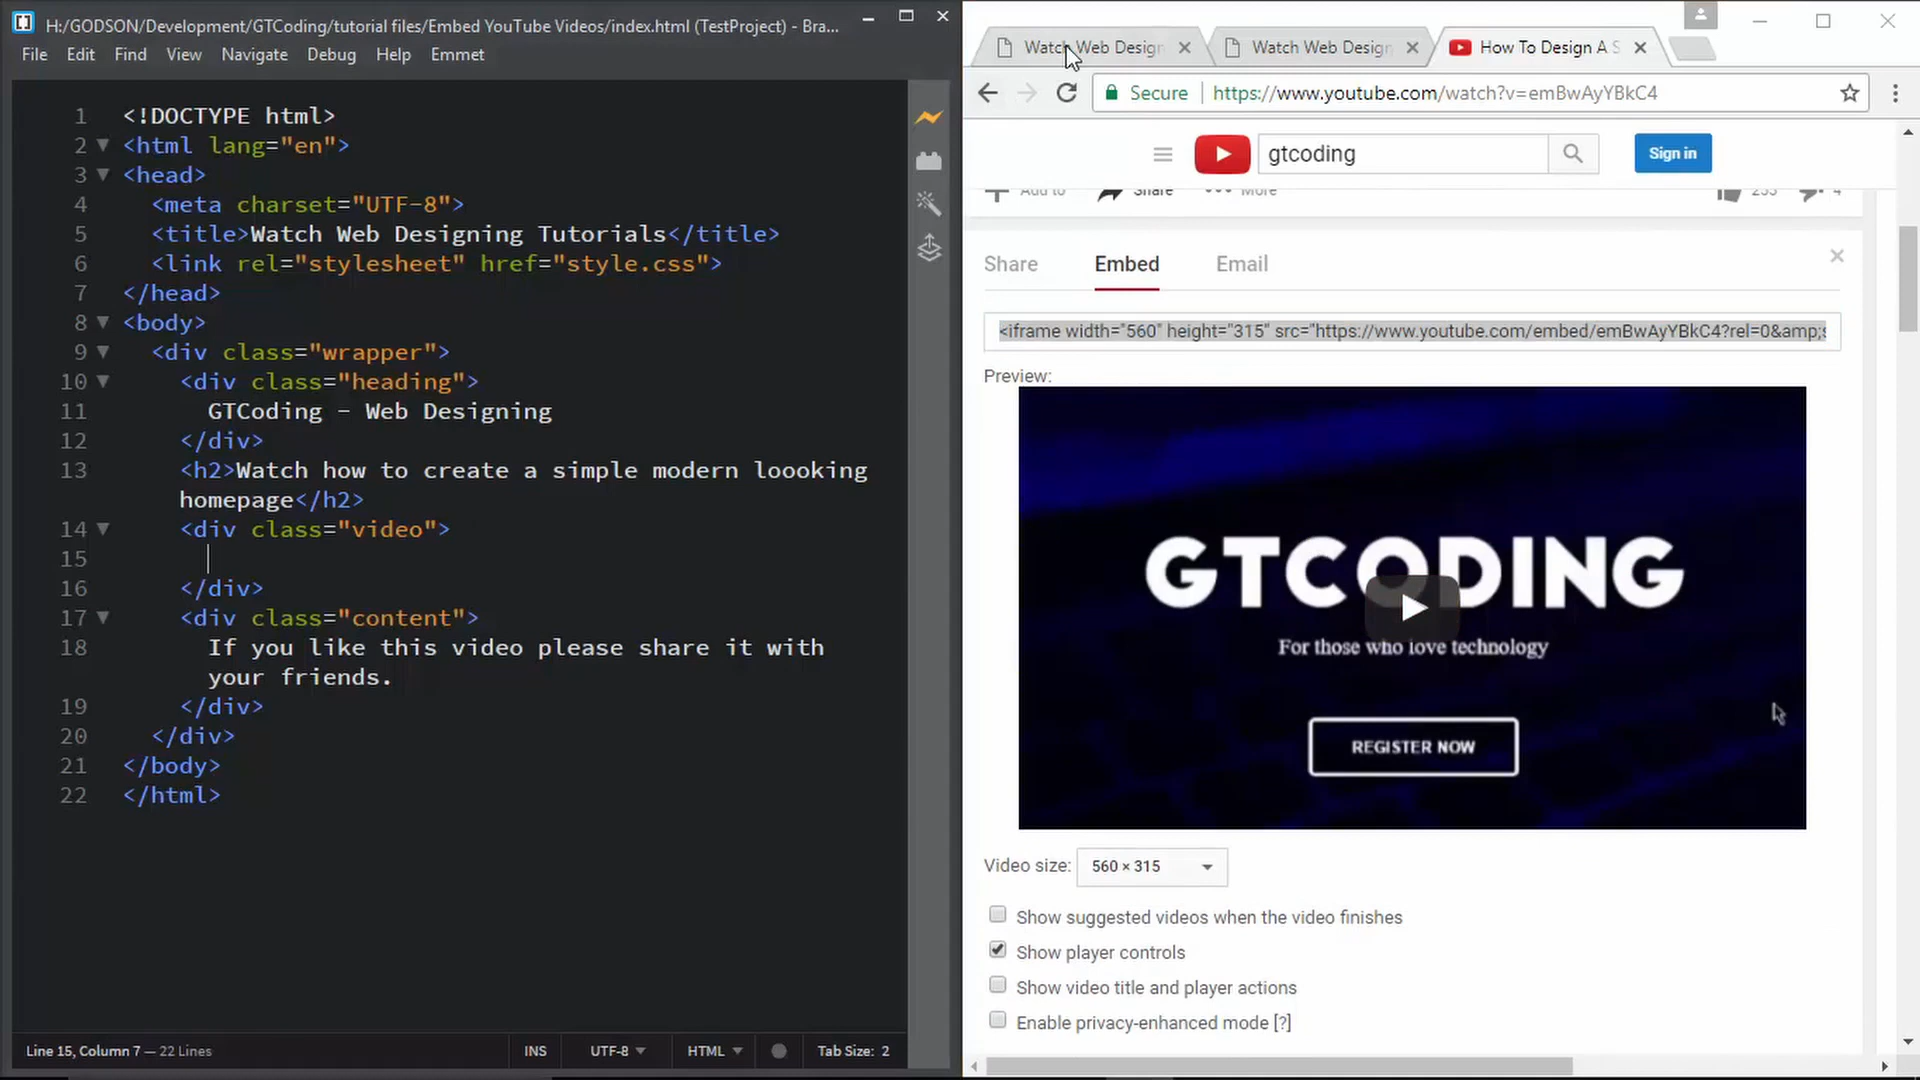 H:/GODSON/Development/GTCoding/tutorial files/Embed YouTube Videos/index.html (TestProject) - Bra...
File Edit Find View Navigate Debug Help Emmet
1 <!DOCTYPE html>
2 <html lang="en">
3 <head>
4 <meta charset="UTF-8">
5 <title>Watch Web Designing Tutorials</title>
6 <link rel="stylesheet" href="style.css">
7 </head>
8 <body>
9 <div class="wrapper">
10 <div class="heading">
11 GTCoding - Web Designing
12 </div>
13 <h2>Watch how to create a simple modern loooking
homepage</h2>
14 <div class="video">
15
16 </div>
17 <div class="content">
18 If you like this video please share it with
your friends.
19 </div>
20 </div>
21 </body>
22 </html>
Line 15, Column 7 — 22 Lines INS UTF-8 HTML Tab Size: 2
Watch Web Design Watch Web Design How To Design A S
Secure https://www.youtube.com/watch?v=emBwAyYBkC4
gtcoding Sign in
Add to Share More 253 4
Share Embed Email
<iframe width="560" height="315" src="https://www.youtube.com/embed/emBwAyYBkC4?rel=0&amp;s
Preview:
GTCODING
For those who love technology
REGISTER NOW
Video size: 560 × 315
Show suggested videos when the video finishes
Show player controls
Show video title and player actions
Enable privacy-enhanced mode [?]